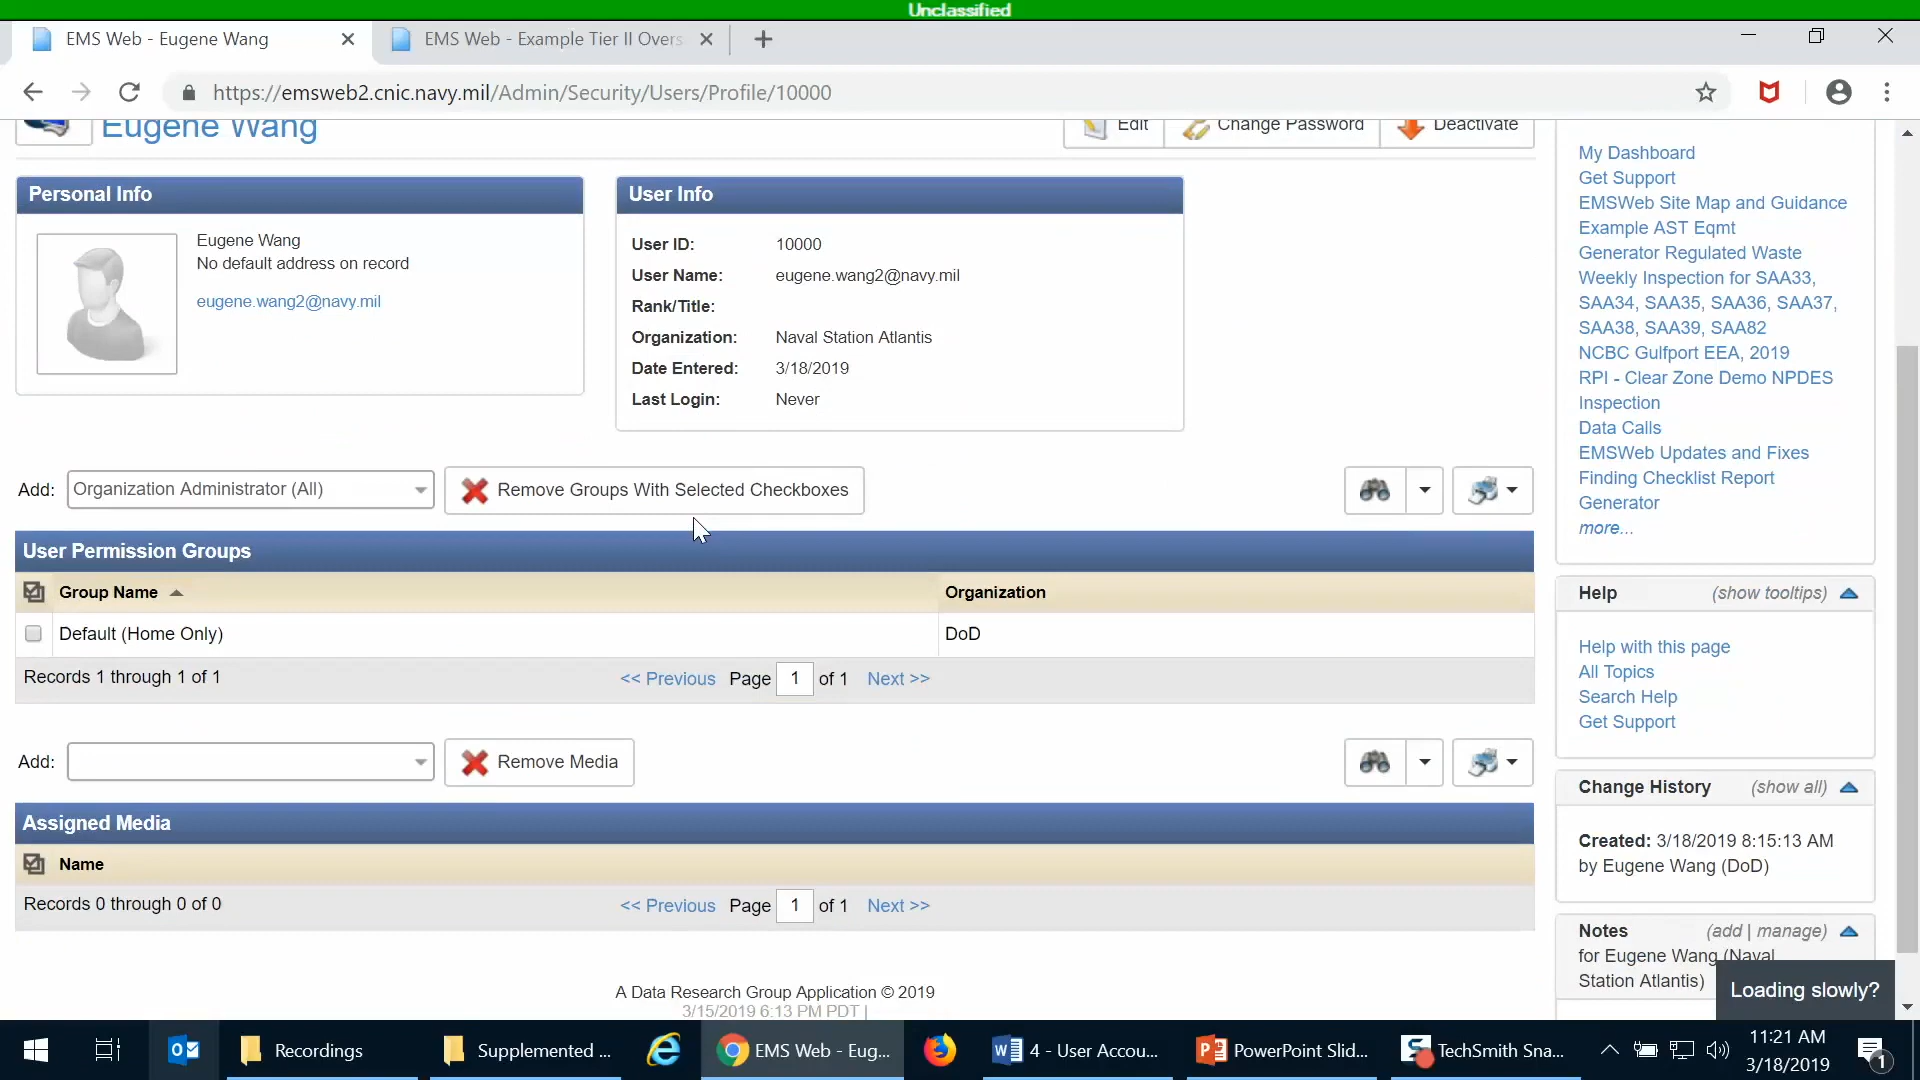 Unclassified
EMS Web - Eugene Wang
EMS Web - Example Tier II Overs
https://emsweb2.cnic.navy.mil/Admin/Security/Users/Profile/10000
Eugene Wang
Edit
Change Password
Deactivate
Personal Info
Eugene Wang
No default address on record
eugene.wang2@navy.mil
User Info
User ID: 10000
User Name: eugene.wang2@navy.mil
Rank/Title:
Organization: Naval Station Atlantis
Date Entered: 3/18/2019
Last Login: Never
Add: Organization Administrator (All)
Remove Groups With Selected Checkboxes
User Permission Groups
Group Name Organization
Default (Home Only) DoD
Records 1 through 1 of 1 << Previous Page 1 of 1 Next >>
Add:
Remove Media
Assigned Media
Name
Records 0 through 0 of 0 << Previous Page 1 of 1 Next >>
A Data Research Group Application © 2019
3/15/2019 6:13 PM PDT |
My Dashboard
Get Support
EMSWeb Site Map and Guidance
Example AST Eqmt
Generator Regulated Waste
Weekly Inspection for SAA33,
SAA34, SAA35, SAA36, SAA37,
SAA38, SAA39, SAA82
NCBC Gulfport EEA, 2019
RPI - Clear Zone Demo NPDES
Inspection
Data Calls
EMSWeb Updates and Fixes
Finding Checklist Report
Generator
more...
Help (show tooltips)
Help with this page
All Topics
Search Help
Get Support
Change History (show all)
Created: 3/18/2019 8:15:13 AM
by Eugene Wang (DoD)
Notes (add | manage)
for Eugene Wang (Naval
Station Atlantis)
Loading slowly?
Recordings
Supplemented ...
EMS Web - Eug...
4 - User Accou...
PowerPoint Slid...
TechSmith Sna...
11:21 AM
3/18/2019
1